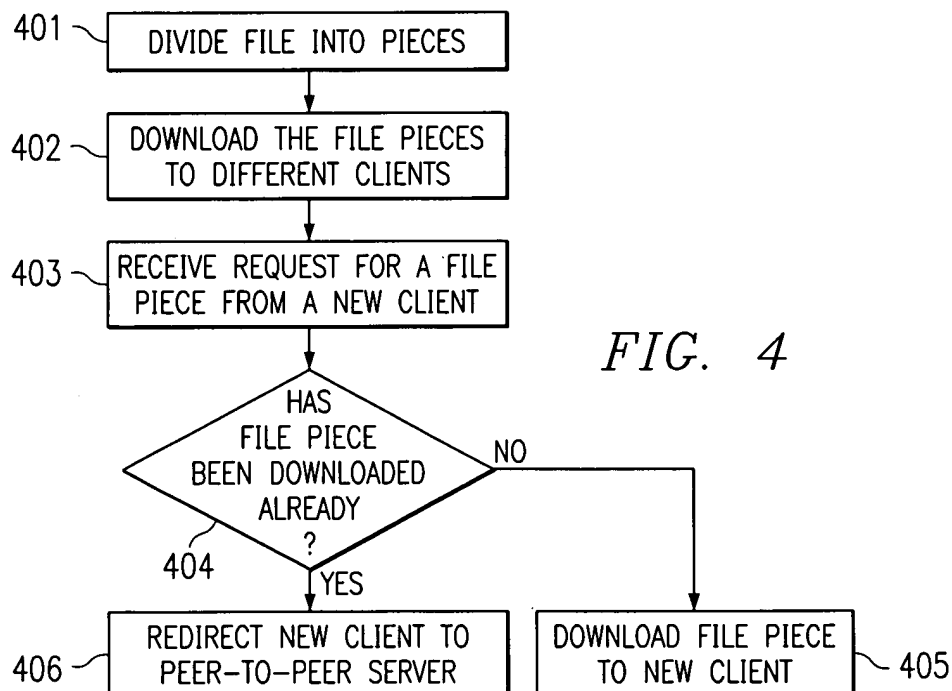 401
DIVIDE FILE INTO PIECES
402
DOWNLOAD THE FILE PIECES
TO DIFFERENT CLIENTS
403
RECEIVE REQUEST FOR A FILE
PIECE FROM A NEW CLIENT
FIG. 4
HAS
FILE PIECE
BEEN DOWNLOADED
ALREADY
?
404
NO
YES
406
REDIRECT NEW CLIENT TO
PEER-TO-PEER SERVER
DOWNLOAD FILE PIECE
TO NEW CLIENT
405